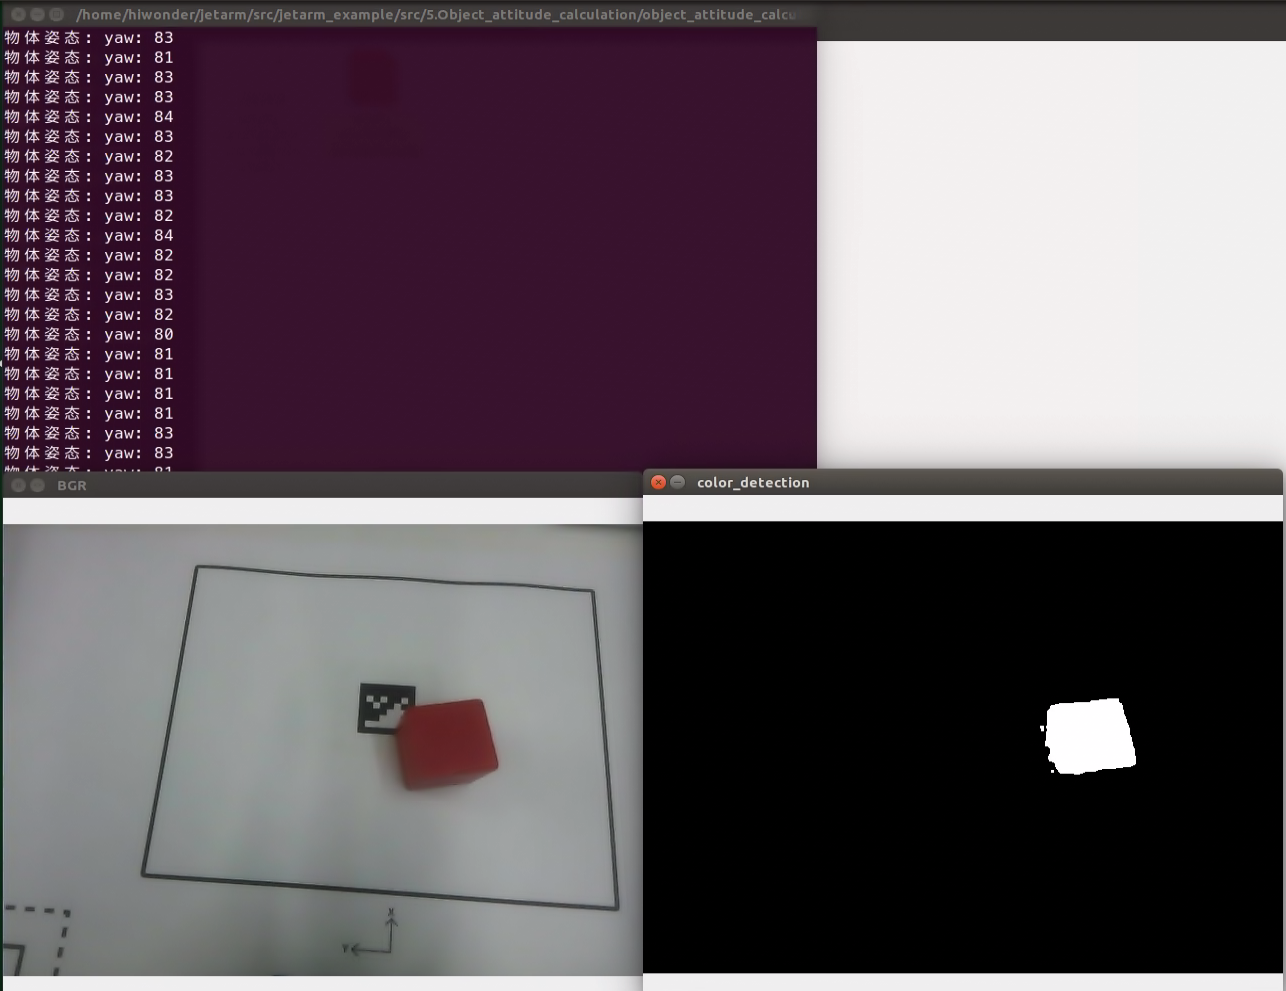 /home/hiwonder/jetarm/src/jetarm_example/src/5.Object_attitude_calculation/object_attitude_calcu
物体姿态: yaw: 83
物体姿态: yaw: 81
物体姿态: yaw: 83
物体姿态: yaw: 83
物体姿态: yaw: 84
物体姿态: yaw: 83
物体姿态: yaw: 82
物体姿态: yaw: 83
物体姿态: yaw: 83
物体姿态: yaw: 82
物体姿态: yaw: 84
物体姿态: yaw: 82
物体姿态: yaw: 82
物体姿态: yaw: 83
物体姿态: yaw: 82
物体姿态: yaw: 80
物体姿态: yaw: 81
物体姿态: yaw: 81
物体姿态: yaw: 81
物体姿态: yaw: 81
物体姿态: yaw: 83
物体姿态: yaw: 83
物体姿态: yaw: 81
BGR
color_detection
X
Y